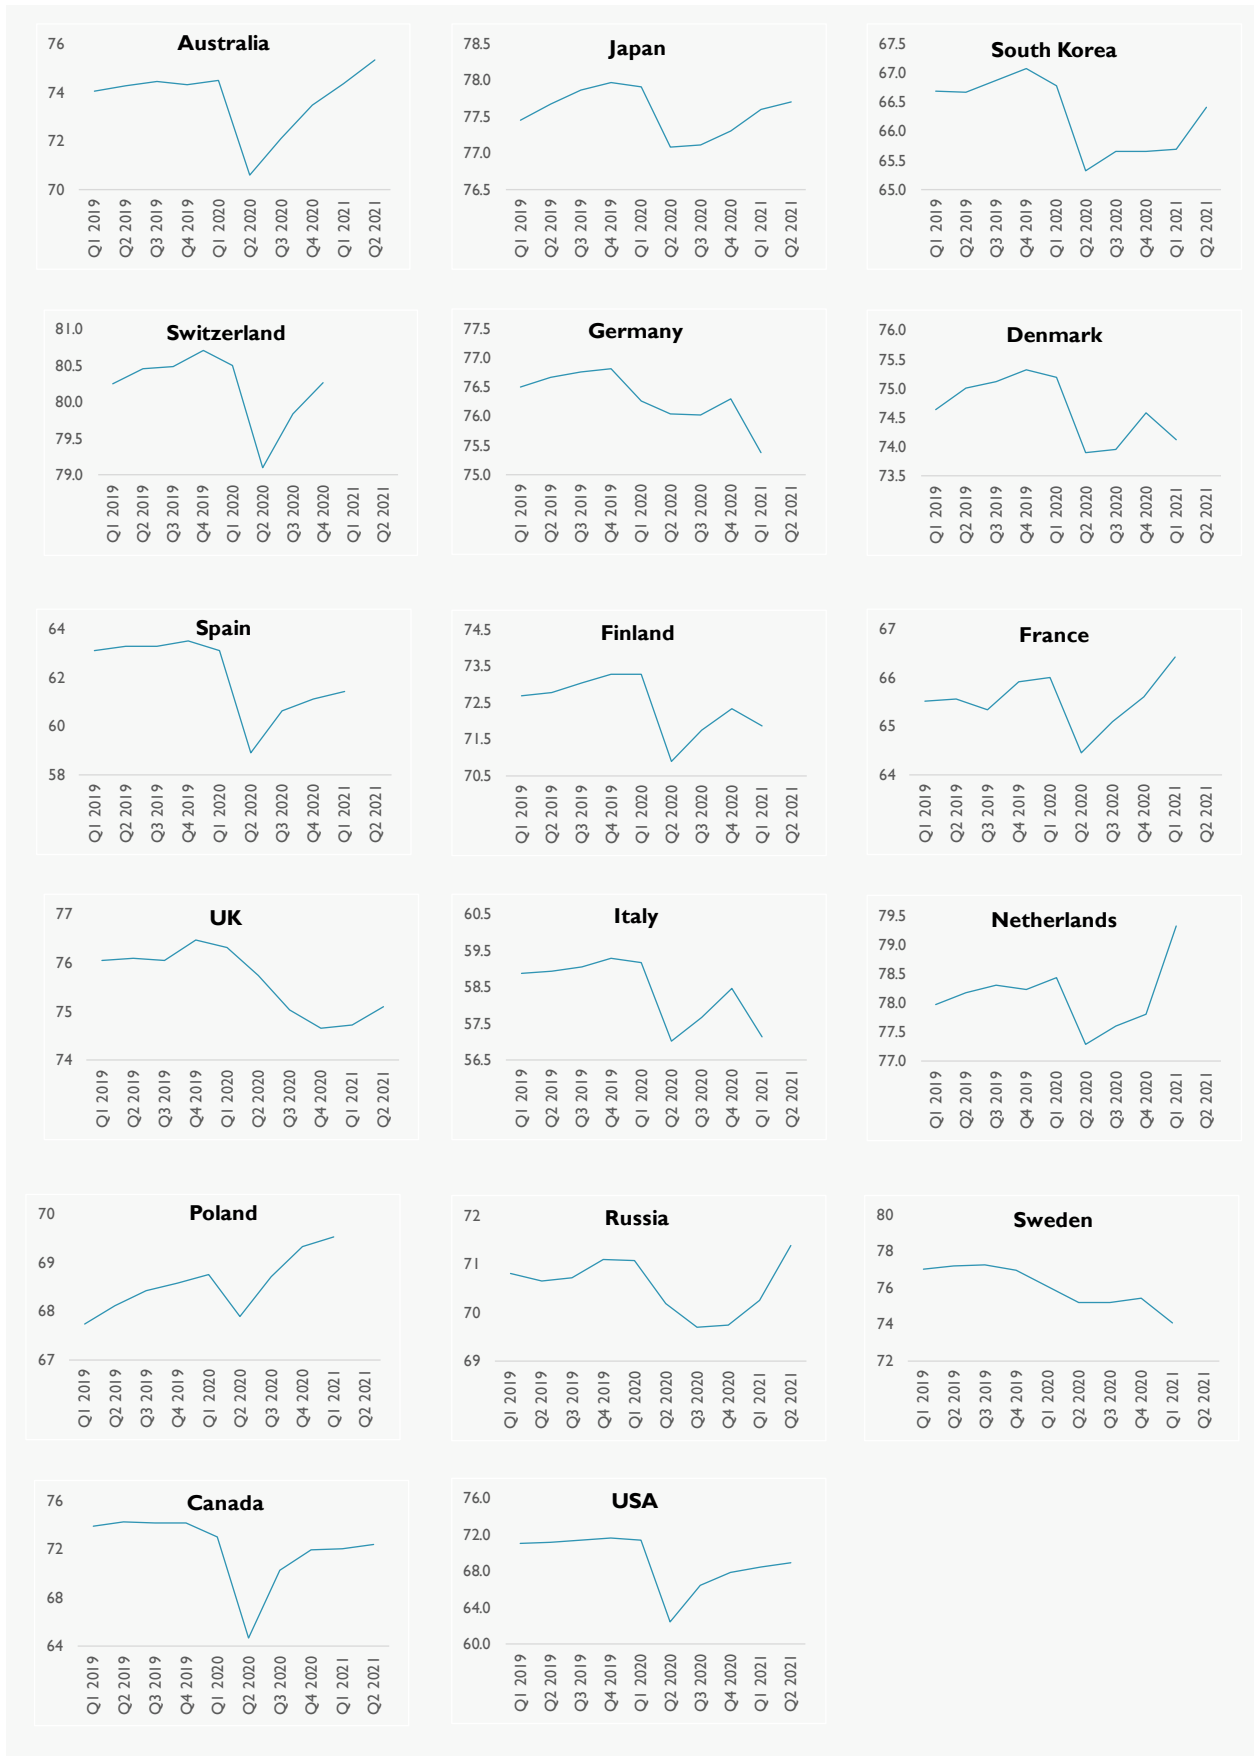 Australia
76
74
72
70
Q1 2019
Q2 2019
Q3 2019
Q4 2019
Q1 2020
Q2 2020
Q3 2020
Q4 2020
Q1 2021
Q2 2021
Japan
78.5
78.0
77.5
77.0
76.5
Q1 2019
Q2 2019
Q3 2019
Q4 2019
Q1 2020
Q2 2020
Q3 2020
Q4 2020
Q1 2021
Q2 2021
South Korea
67.5
67.0
66.5
66.0
65.5
65.0
Q1 2019
Q2 2019
Q3 2019
Q4 2019
Q1 2020
Q2 2020
Q3 2020
Q4 2020
Q1 2021
Q2 2021
Switzerland
81.0
80.5
80.0
79.5
79.0
Q1 2019
Q2 2019
Q3 2019
Q4 2019
Q1 2020
Q2 2020
Q3 2020
Q4 2020
Q1 2021
Q2 2021
Germany
77.5
77.0
76.5
76.0
75.5
75.0
Q1 2019
Q2 2019
Q3 2019
Q4 2019
Q1 2020
Q2 2020
Q3 2020
Q4 2020
Q1 2021
Q2 2021
Denmark
76.0
75.5
75.0
74.5
74.0
73.5
Q1 2019
Q2 2019
Q3 2019
Q4 2019
Q1 2020
Q2 2020
Q3 2020
Q4 2020
Q1 2021
Q2 2021
Spain
64
62
60
58
Q1 2019
Q2 2019
Q3 2019
Q4 2019
Q1 2020
Q2 2020
Q3 2020
Q4 2020
Q1 2021
Q2 2021
Finland
74.5
73.5
72.5
71.5
70.5
Q1 2019
Q2 2019
Q3 2019
Q4 2019
Q1 2020
Q2 2020
Q3 2020
Q4 2020
Q1 2021
Q2 2021
France
67
66
65
64
Q1 2019
Q2 2019
Q3 2019
Q4 2019
Q1 2020
Q2 2020
Q3 2020
Q4 2020
Q1 2021
Q2 2021
UK
77
76
75
74
Q1 2019
Q2 2019
Q3 2019
Q4 2019
Q1 2020
Q2 2020
Q3 2020
Q4 2020
Q1 2021
Q2 2021
Italy
60.5
59.5
58.5
57.5
56.5
Q1 2019
Q2 2019
Q3 2019
Q4 2019
Q1 2020
Q2 2020
Q3 2020
Q4 2020
Q1 2021
Q2 2021
Netherlands
79.5
79.0
78.5
78.0
77.5
77.0
Q1 2019
Q2 2019
Q3 2019
Q4 2019
Q1 2020
Q2 2020
Q3 2020
Q4 2020
Q1 2021
Q2 2021
Poland
70
69
68
67
Q1 2019
Q2 2019
Q3 2019
Q4 2019
Q1 2020
Q2 2020
Q3 2020
Q4 2020
Q1 2021
Q2 2021
Russia
72
71
70
69
Q1 2019
Q2 2019
Q3 2019
Q4 2019
Q1 2020
Q2 2020
Q3 2020
Q4 2020
Q1 2021
Q2 2021
Sweden
80
78
76
74
72
Q1 2019
Q2 2019
Q3 2019
Q4 2019
Q1 2020
Q2 2020
Q3 2020
Q4 2020
Q1 2021
Q2 2021
Canada
76
72
68
64
Q1 2019
Q2 2019
Q3 2019
Q4 2019
Q1 2020
Q2 2020
Q3 2020
Q4 2020
Q1 2021
Q2 2021
USA
76.0
72.0
68.0
64.0
60.0
Q1 2019
Q2 2019
Q3 2019
Q4 2019
Q1 2020
Q2 2020
Q3 2020
Q4 2020
Q1 2021
Q2 2021